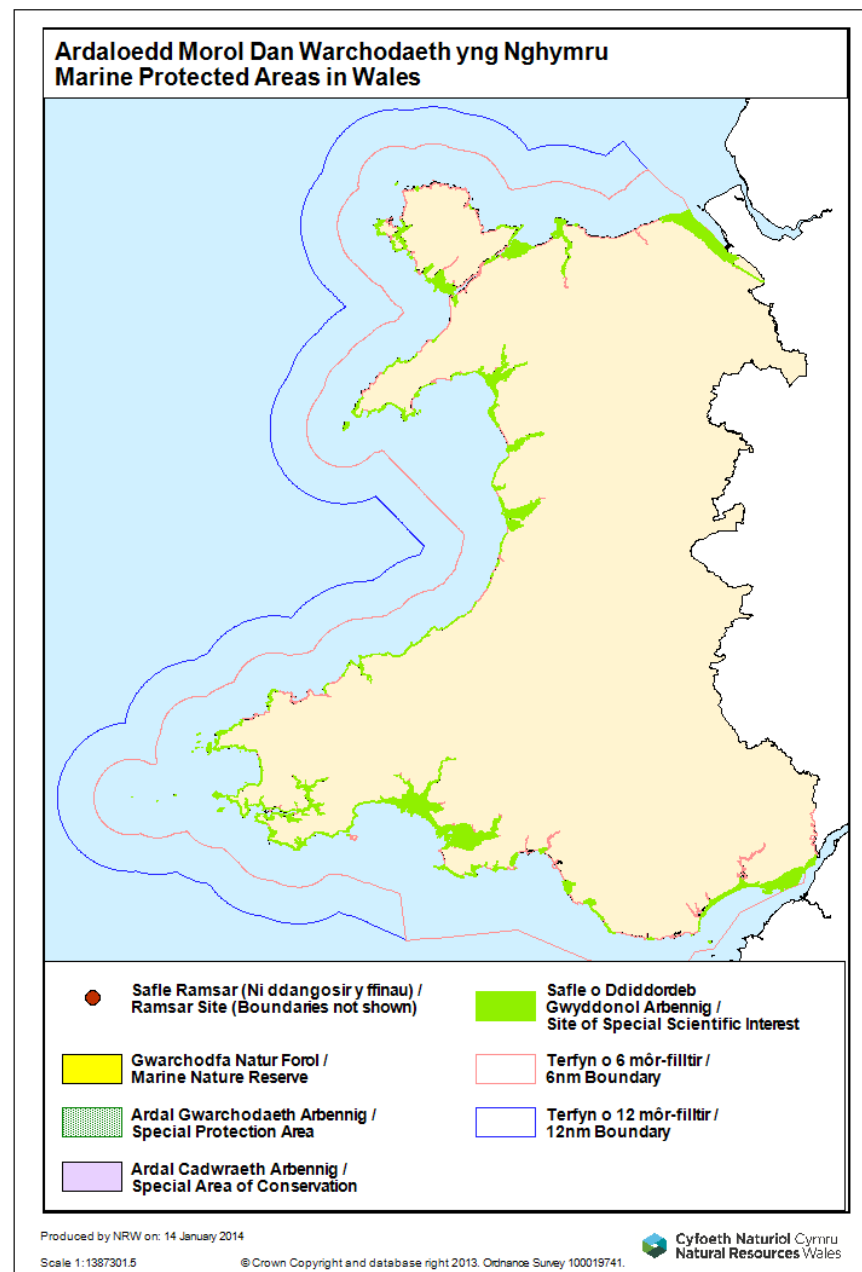 Ardaloedd Morol Dan Warchodaeth yng Nghymru
Marine Protected Areas in Wales
Safle Ramsar (Ni ddangosir y ffinau) /
Ramsar Site (Boundaries not shown)
Gwarchodfa Natur Forol /
Marine Nature Reserve
Ardal Gwarchodaeth Arbennig /
Special Protection Area
Ardal Cadwraeth Arbennig /
Special Area of Conservation
Safle o Ddiddordeb
Gwyddonol Arbennig /
Site of Special Scientific Interest
Terfyn o 6 môr-filltir /
6nm Boundary
Terfyn o 12 môr-filltir /
12nm Boundary
Produced by NRW on: 14 January 2014
Scale 1:1387301.5
© Crown Copyright and database right 2013. Ordnance Survey 100019741.
Cyfoeth Naturiol Cymru
Natural Resources Wales